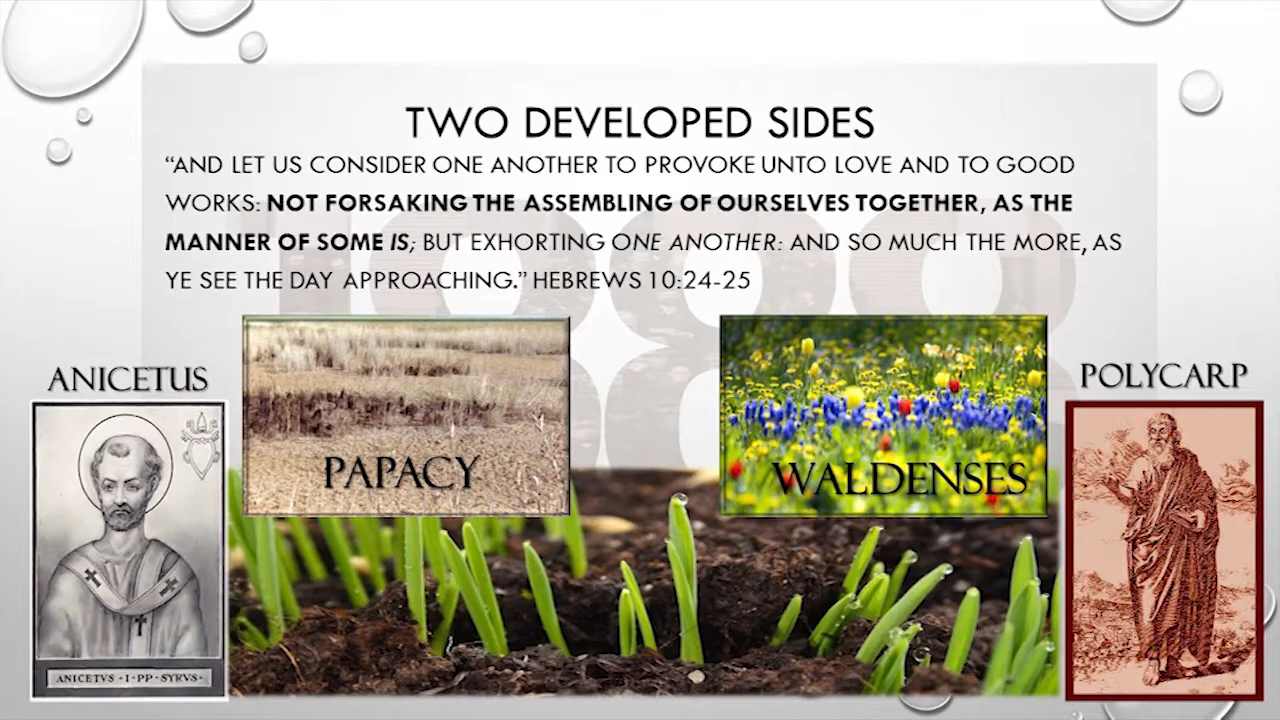 TWO DEVELOPED SIDES
“AND LET US CONSIDER ONE ANOTHER TO PROVOKE UNTO LOVE AND TO GOOD
WORKS: NOT FORSAKING THE ASSEMBLING OF OURSELVES TOGETHER, AS THE
MANNER OF SOME IS; BUT EXHORTING ONE ANOTHER: AND SO MUCH THE MORE, AS
YE SEE THE DAY APPROACHING.” HEBREWS 10:24-25
ANICETUS
PAPACY
WALDENSES
POLYCARP
ANICETVS · I · PP · SYRVS ·